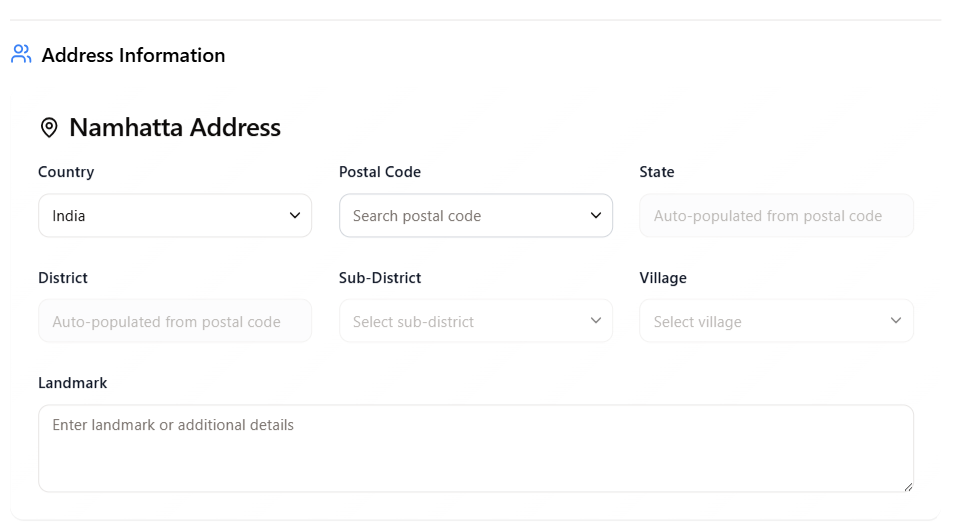 Address Information
Namhatta Address
Country
Postal Code
State
India
Search postal code
Auto-populated from postal code
District
Sub-District
Village
Auto-populated from postal code
Select sub-district
Select village
Landmark
Enter landmark or additional details